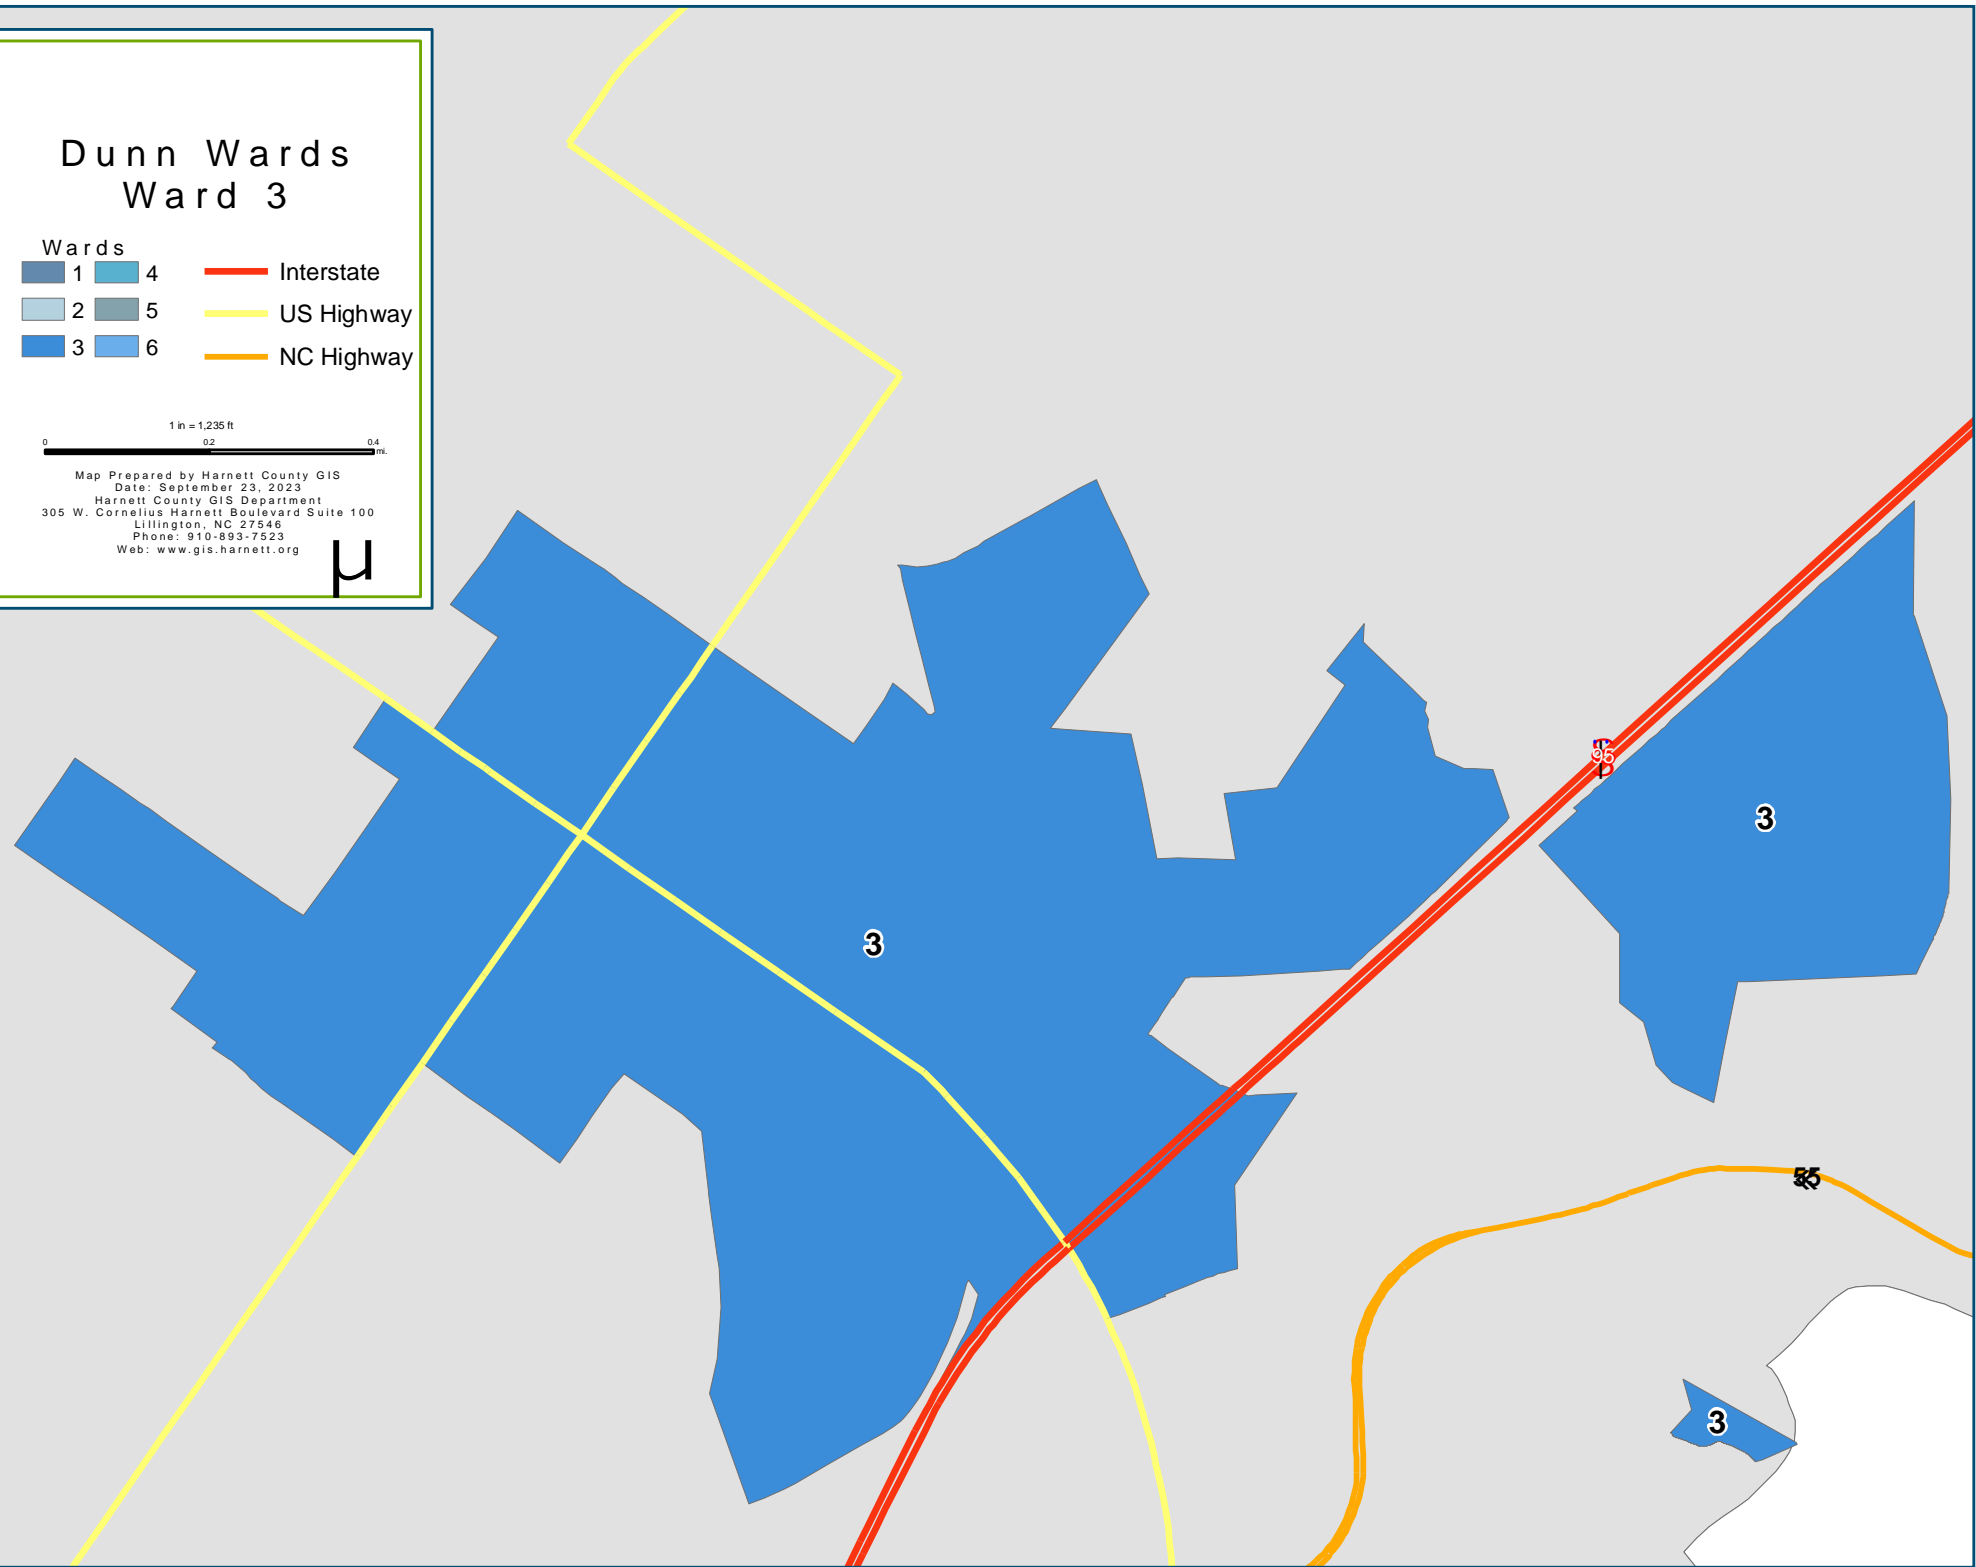 Dunn Wards
Ward 3
Wards
1 4
2 5
3 6
Interstate
US Highway
NC Highway
1 in = 1,235 ft
0 0.2 0.4
mi.
Map Prepared by Harnett County GIS
Date: September 23, 2023
Harnett County GIS Department
305 W. Cornelius Harnett Boulevard Suite 100
Lillington, NC 27546
Phone: 910-893-7523
Web: www.gis.harnett.org
µ
95
3
3
55
3